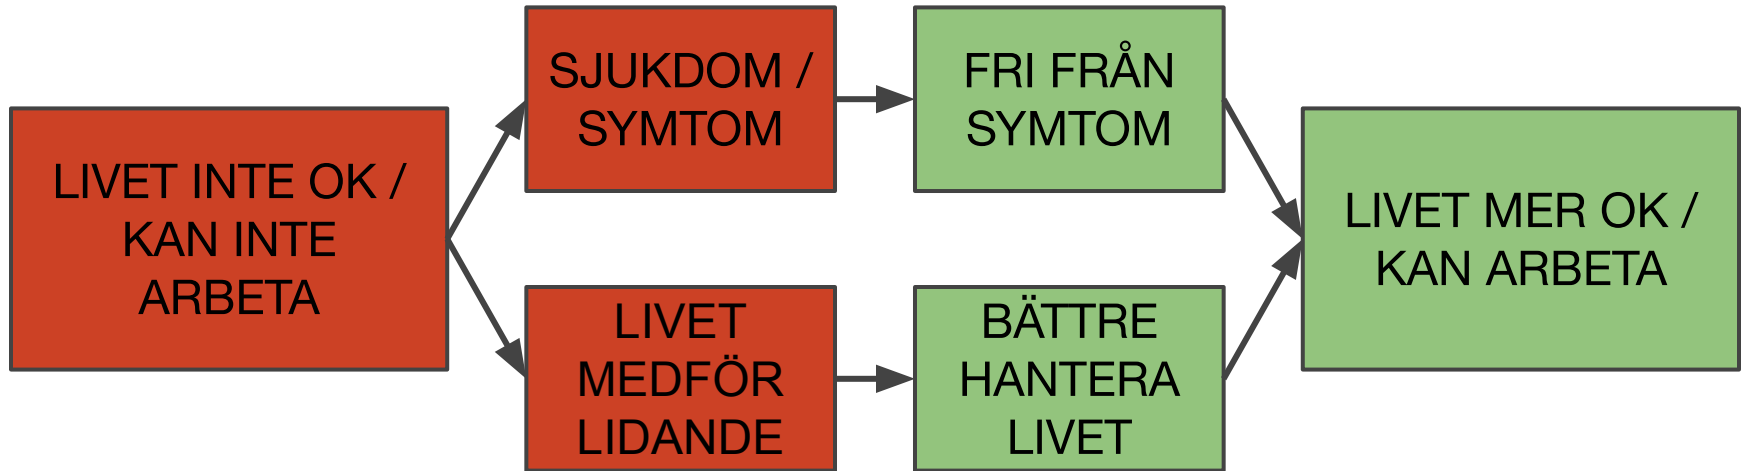 LIVET INTE OK /
KAN INTE
ARBETA
SJUKDOM /
SYMTOM
FRI FRÅN
SYMTOM
LIVET
MEDFÖR
LIDANDE
BÄTTRE
HANTERA
LIVET
LIVET MER OK /
KAN ARBETA